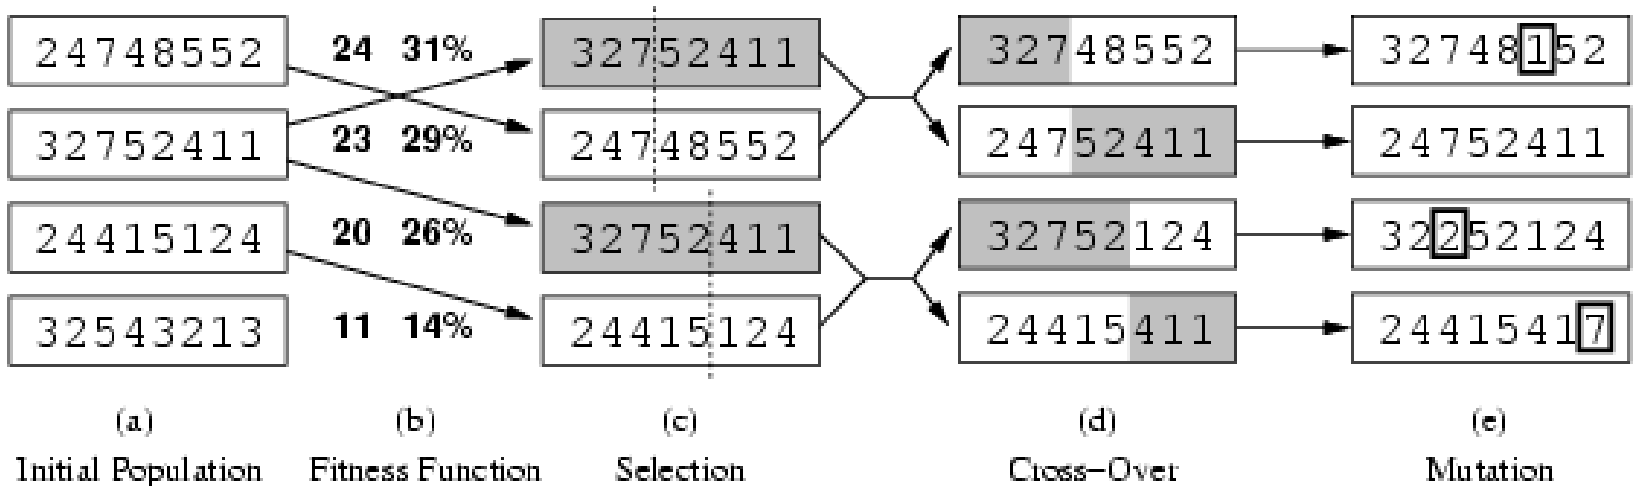 24748552 24 31% 32752411 32748552 32748152
32752411 23 29% 24748552 24752411 24752411
24415124 20 26% 32752411 32752124 32252124
32543213 11 14% 24415124 24415411 24415417
(a) (b) (c) (d) (e)
Initial Population Fitness Function Selection Cross–Over Mutation